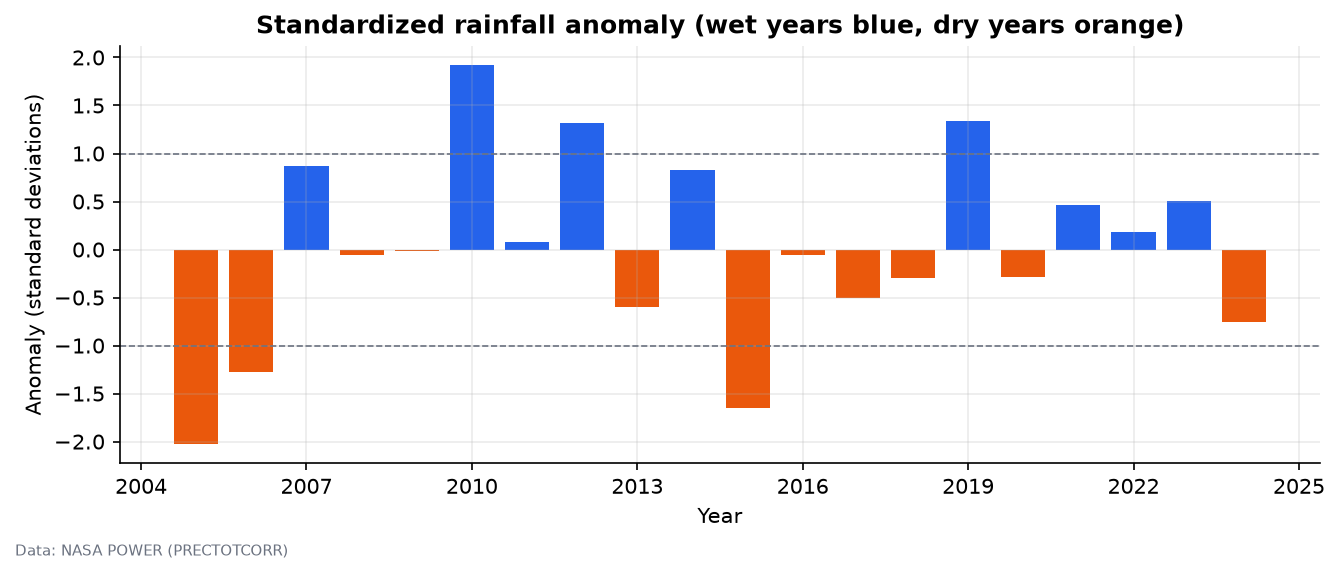 Standardized rainfall anomaly (wet years blue, dry years orange)
Anomaly (standard deviations)
2.0
1.5
1.0
0.5
0.0
−0.5
−1.0
−1.5
−2.0
2004 2007 2010 2013 2016 2019 2022 2025
Year
Data: NASA POWER (PRECTOTCORR)